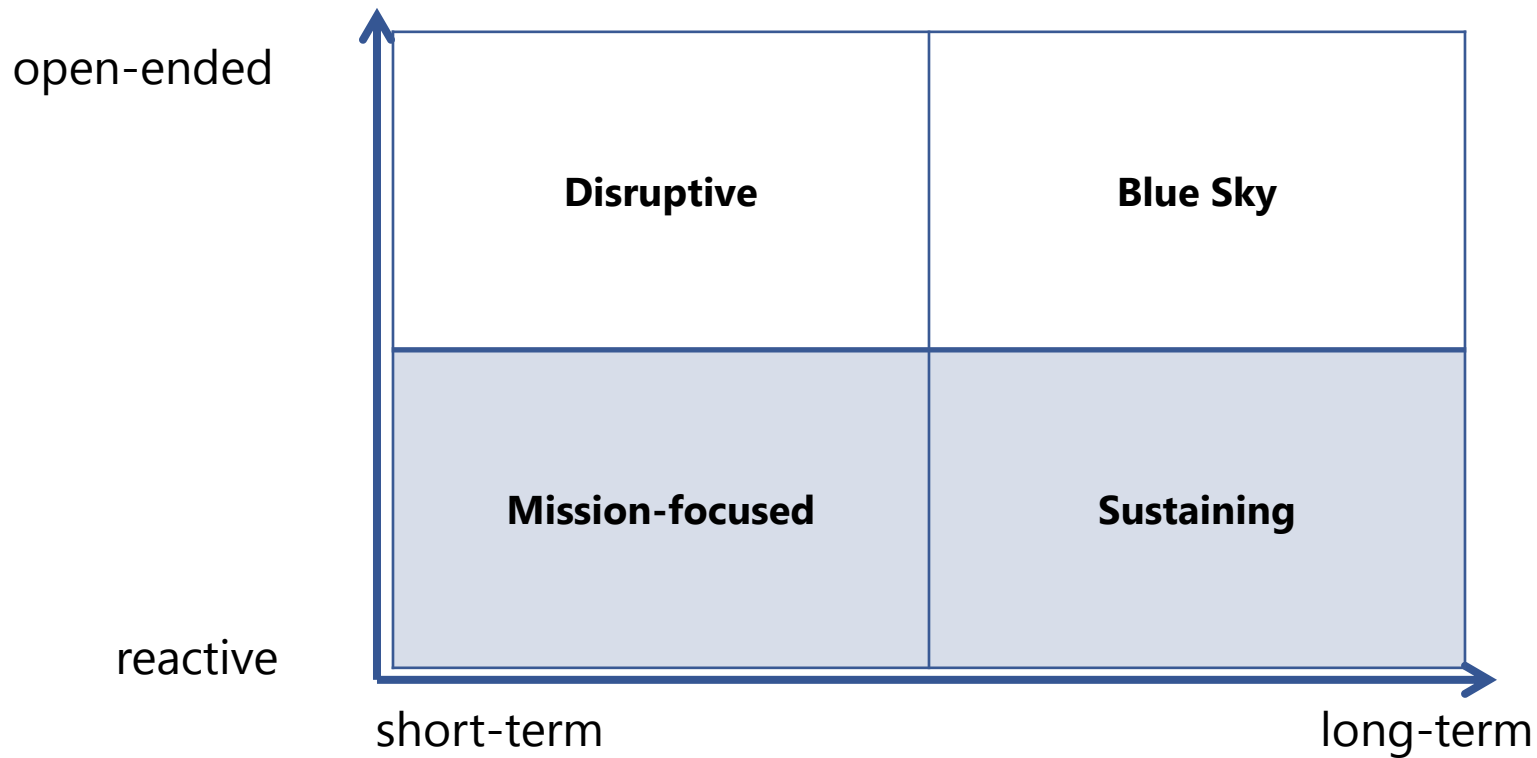 open-ended
Disruptive
Blue Sky
Mission-focused
Sustaining
reactive
short-term
long-term